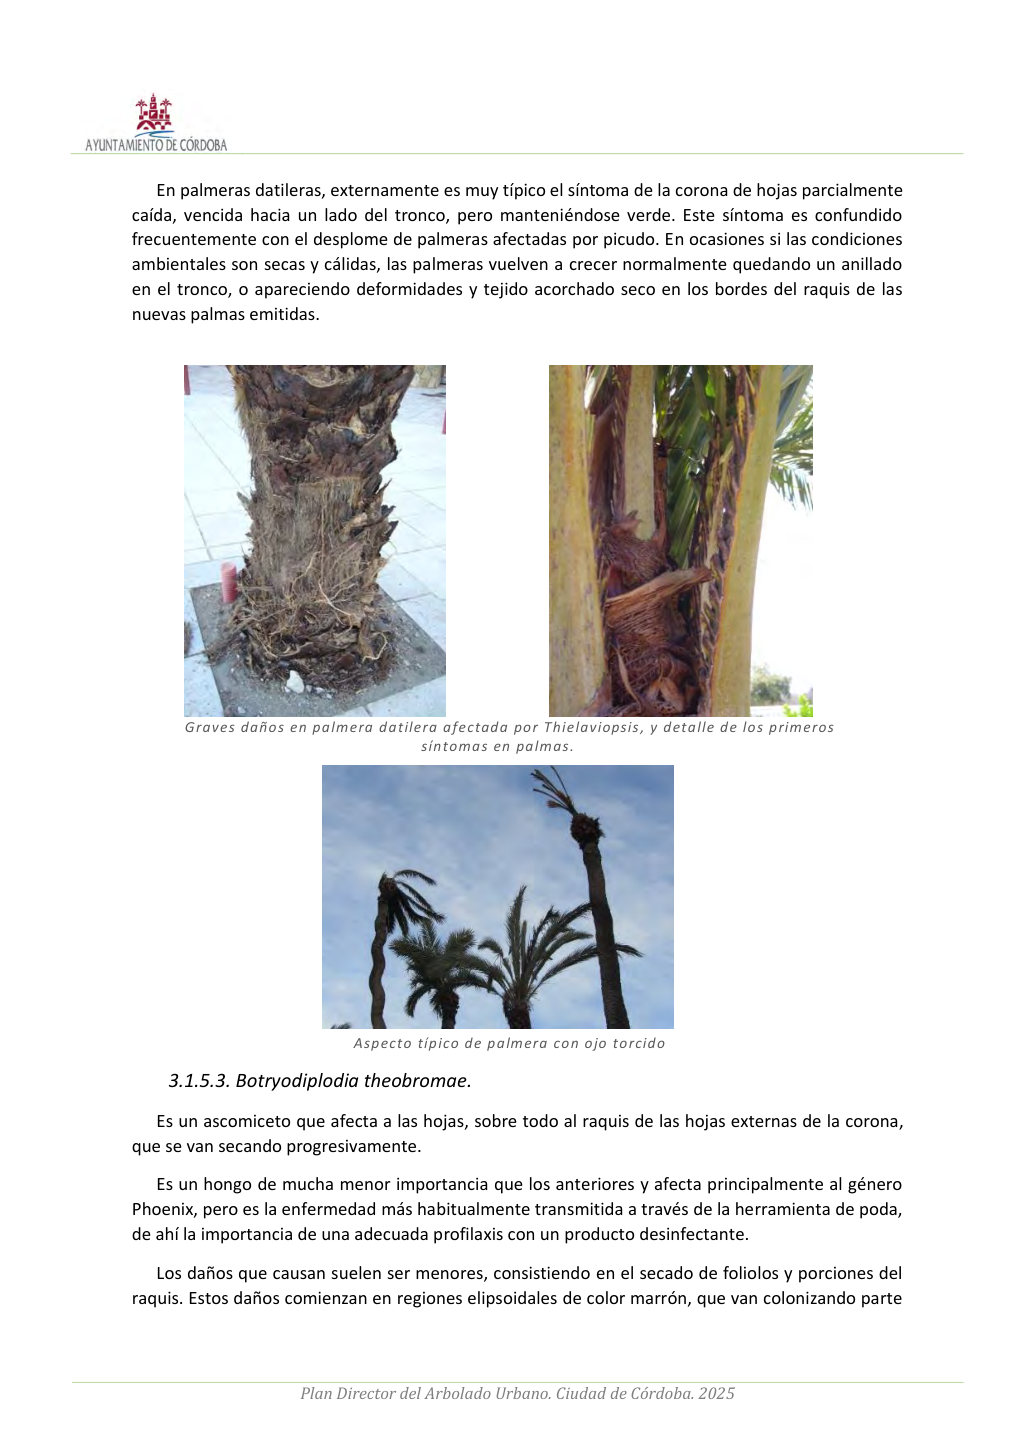 AYUNTAMIENTO DE CÓRDOBA
En palmeras datileras, externamente es muy típico el síntoma de la corona de hojas parcialmente
caída, vencida hacia un lado del tronco, pero manteniéndose verde. Este síntoma es confundido
frecuentemente con el desplome de palmeras afectadas por picudo. En ocasiones si las condiciones
ambientales son secas y cálidas, las palmeras vuelven a crecer normalmente quedando un anillado
en el tronco, o apareciendo deformidades y tejido acorchado seco en los bordes del raquis de las
nuevas palmas emitidas.
Graves daños en palmera datilera afectada por Thielaviopsis, y detalle de los primeros
síntomas en palmas.
Aspecto típico de palmera con ojo torcido
3.1.5.3. Botryodiplodia theobromae.
Es un ascomiceto que afecta a las hojas, sobre todo al raquis de las hojas externas de la corona,
que se van secando progresivamente.
Es un hongo de mucha menor importancia que los anteriores y afecta principalmente al género
Phoenix, pero es la enfermedad más habitualmente transmitida a través de la herramienta de poda,
de ahí la importancia de una adecuada profilaxis con un producto desinfectante.
Los daños que causan suelen ser menores, consistiendo en el secado de foliolos y porciones del
raquis. Estos daños comienzan en regiones elipsoidales de color marrón, que van colonizando parte
Plan Director del Arbolado Urbano. Ciudad de Córdoba. 2025